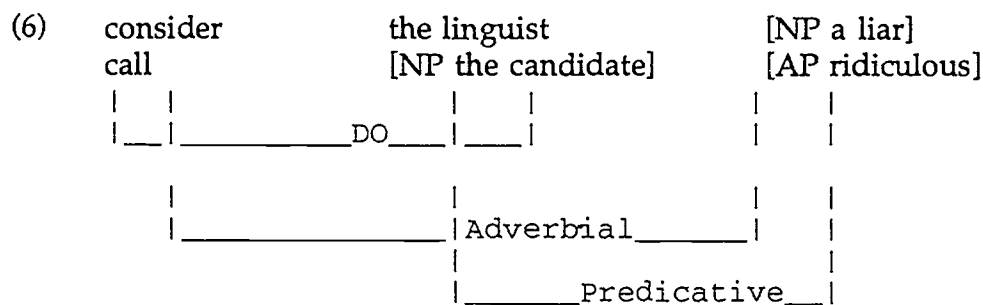 (6) consider the linguist [NP a liar]
call [NP the candidate] [AP ridiculous]
DO
Adverbial
Predicative